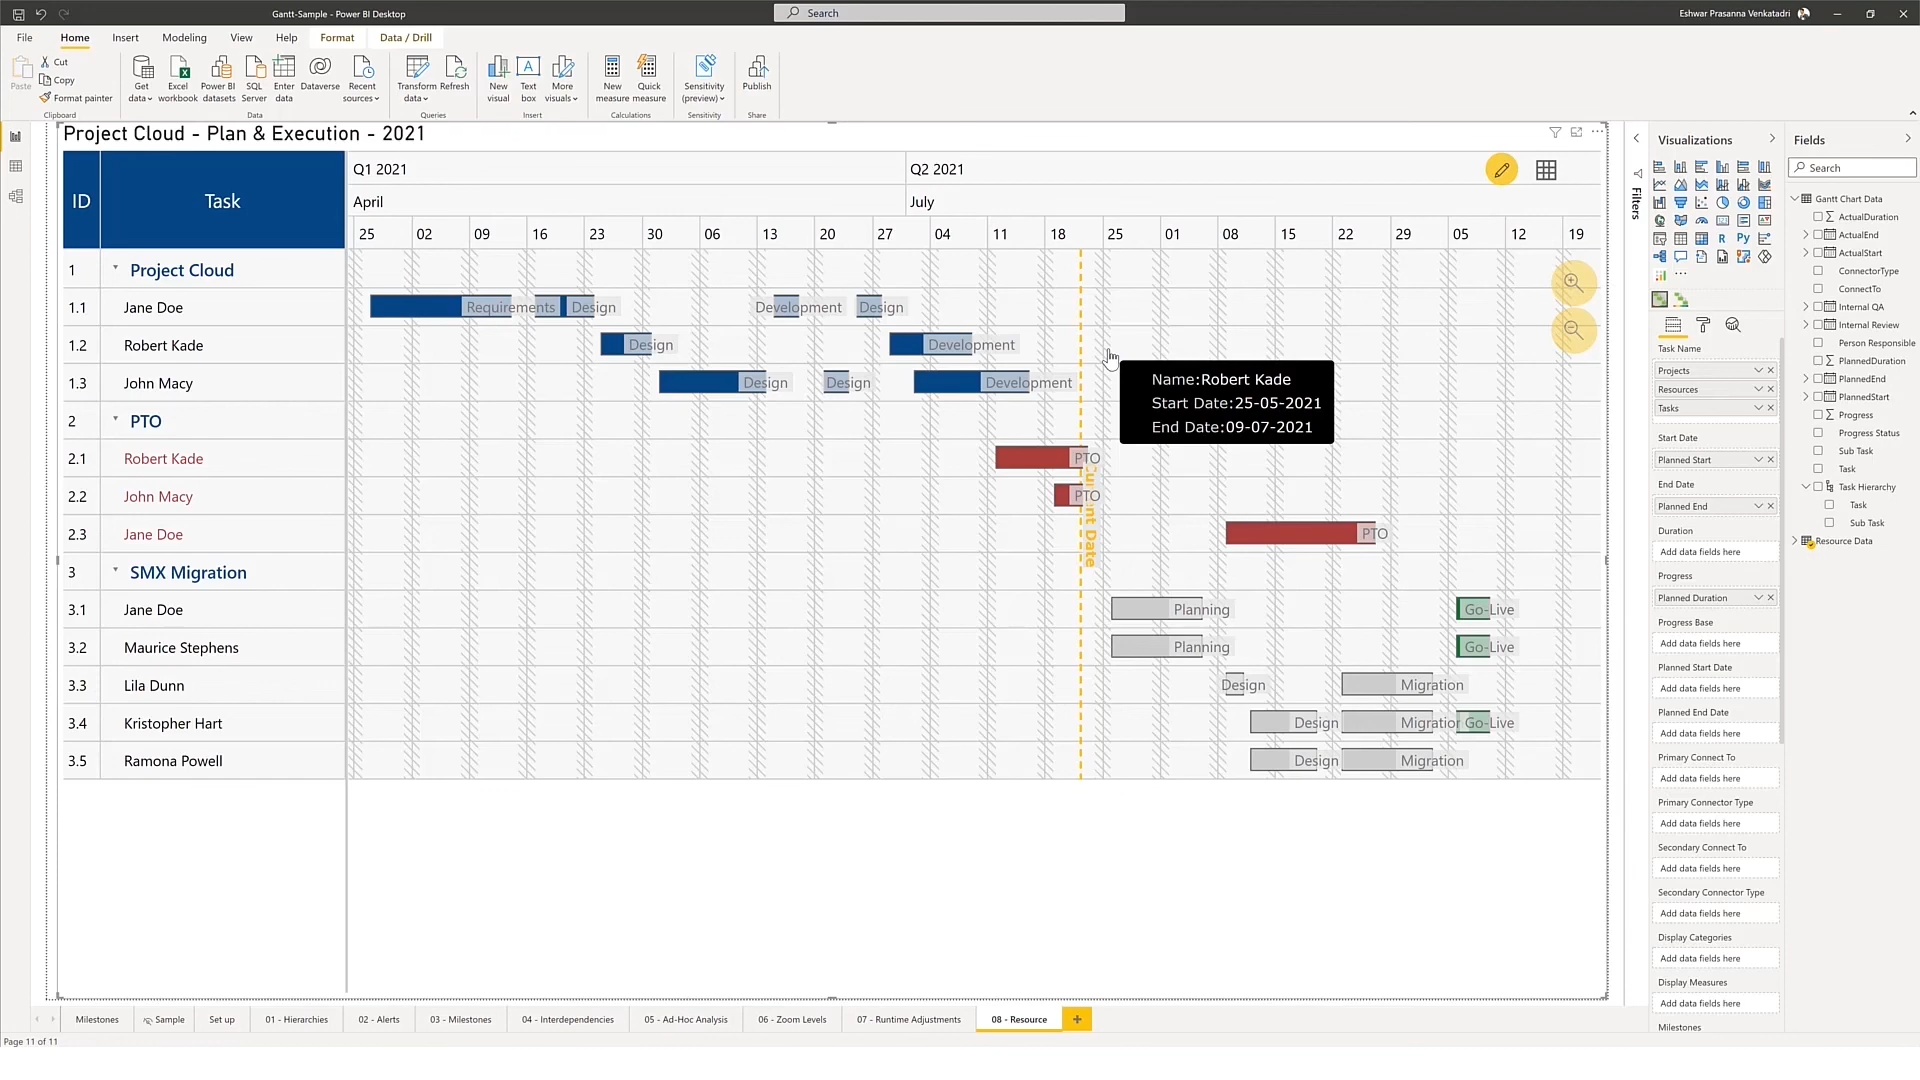 Gantt-Sample - Power BI Desktop
Search
Eshwar Prasanna Venkatadri
File Home Insert Modeling View Help Format Data / Drill
Paste
Cut
Copy
Format painter
Clipboard
Get data
Excel workbook
Power BI datasets
SQL Server
Enter data
Dataverse
Recent sources
Data
Transform data
Refresh
Queries
New visual
Text box
More visuals
Insert
New measure
Quick measure
Calculations
Sensitivity (preview)
Sensitivity
Publish
Share
Project Cloud - Plan & Execution - 2021
ID Task
Q1 2021 Q2 2021
April July
25 02 09 16 23 30 06 13 20 27 04 11 18 25 01 08 15 22 29 05 12 19
1 Project Cloud
1.1 Jane Doe Requirements Design Development Design
1.2 Robert Kade Design Development
1.3 John Macy Design Design Development
2 PTO
2.1 Robert Kade PTO
2.2 John Macy PTO
2.3 Jane Doe PTO
3 SMX Migration
3.1 Jane Doe Planning Go-Live
3.2 Maurice Stephens Planning Go-Live
3.3 Lila Dunn Design Migration
3.4 Kristopher Hart Design Migration Go-Live
3.5 Ramona Powell Design Migration
Current Date
Name:Robert Kade
Start Date:25-05-2021
End Date:09-07-2021
Filters
Visualizations
R Py
Task Name
Projects
Resources
Tasks
Start Date
Planned Start
End Date
Planned End
Duration
Add data fields here
Progress
Planned Duration
Progress Base
Add data fields here
Planned Start Date
Add data fields here
Planned End Date
Add data fields here
Primary Connect To
Add data fields here
Primary Connector Type
Add data fields here
Secondary Connect To
Add data fields here
Secondary Connector Type
Add data fields here
Display Categories
Add data fields here
Display Measures
Add data fields here
Milestones
Fields
Search
Gantt Chart Data
ActualDuration
ActualEnd
ActualStart
ConnectorType
ConnectTo
Internal QA
Internal Review
Person Responsible
PlannedDuration
PlannedEnd
PlannedStart
Progress
Progress Status
Sub Task
Task
Task Hierarchy
Task
Sub Task
Resource Data
Milestones Sample Set up 01 - Hierarchies 02 - Alerts 03 - Milestones 04 - Interdependencies 05 - Ad-Hoc Analysis 06 - Zoom Levels 07 - Runtime Adjustments 08 - Resource
Page 11 of 11